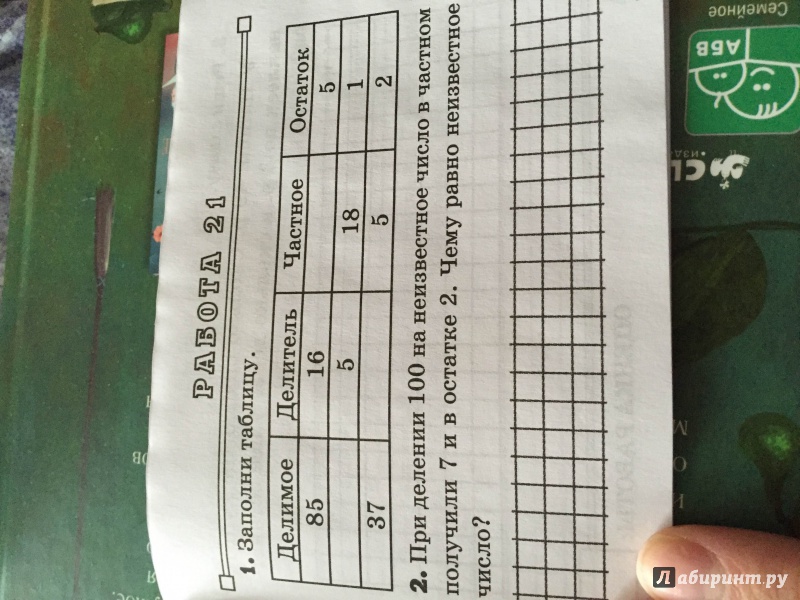 РАБОТА 21
1. Заполни таблицу.
Делимое Делитель Частное Остаток
85 16 5
5 18 1
37 5 2
2. При делении 100 на неизвестное число в частном
получили 7 и в остатке 2. Чему равно неизвестное
число?
Семейное
АБВ
Лабиринт.ру